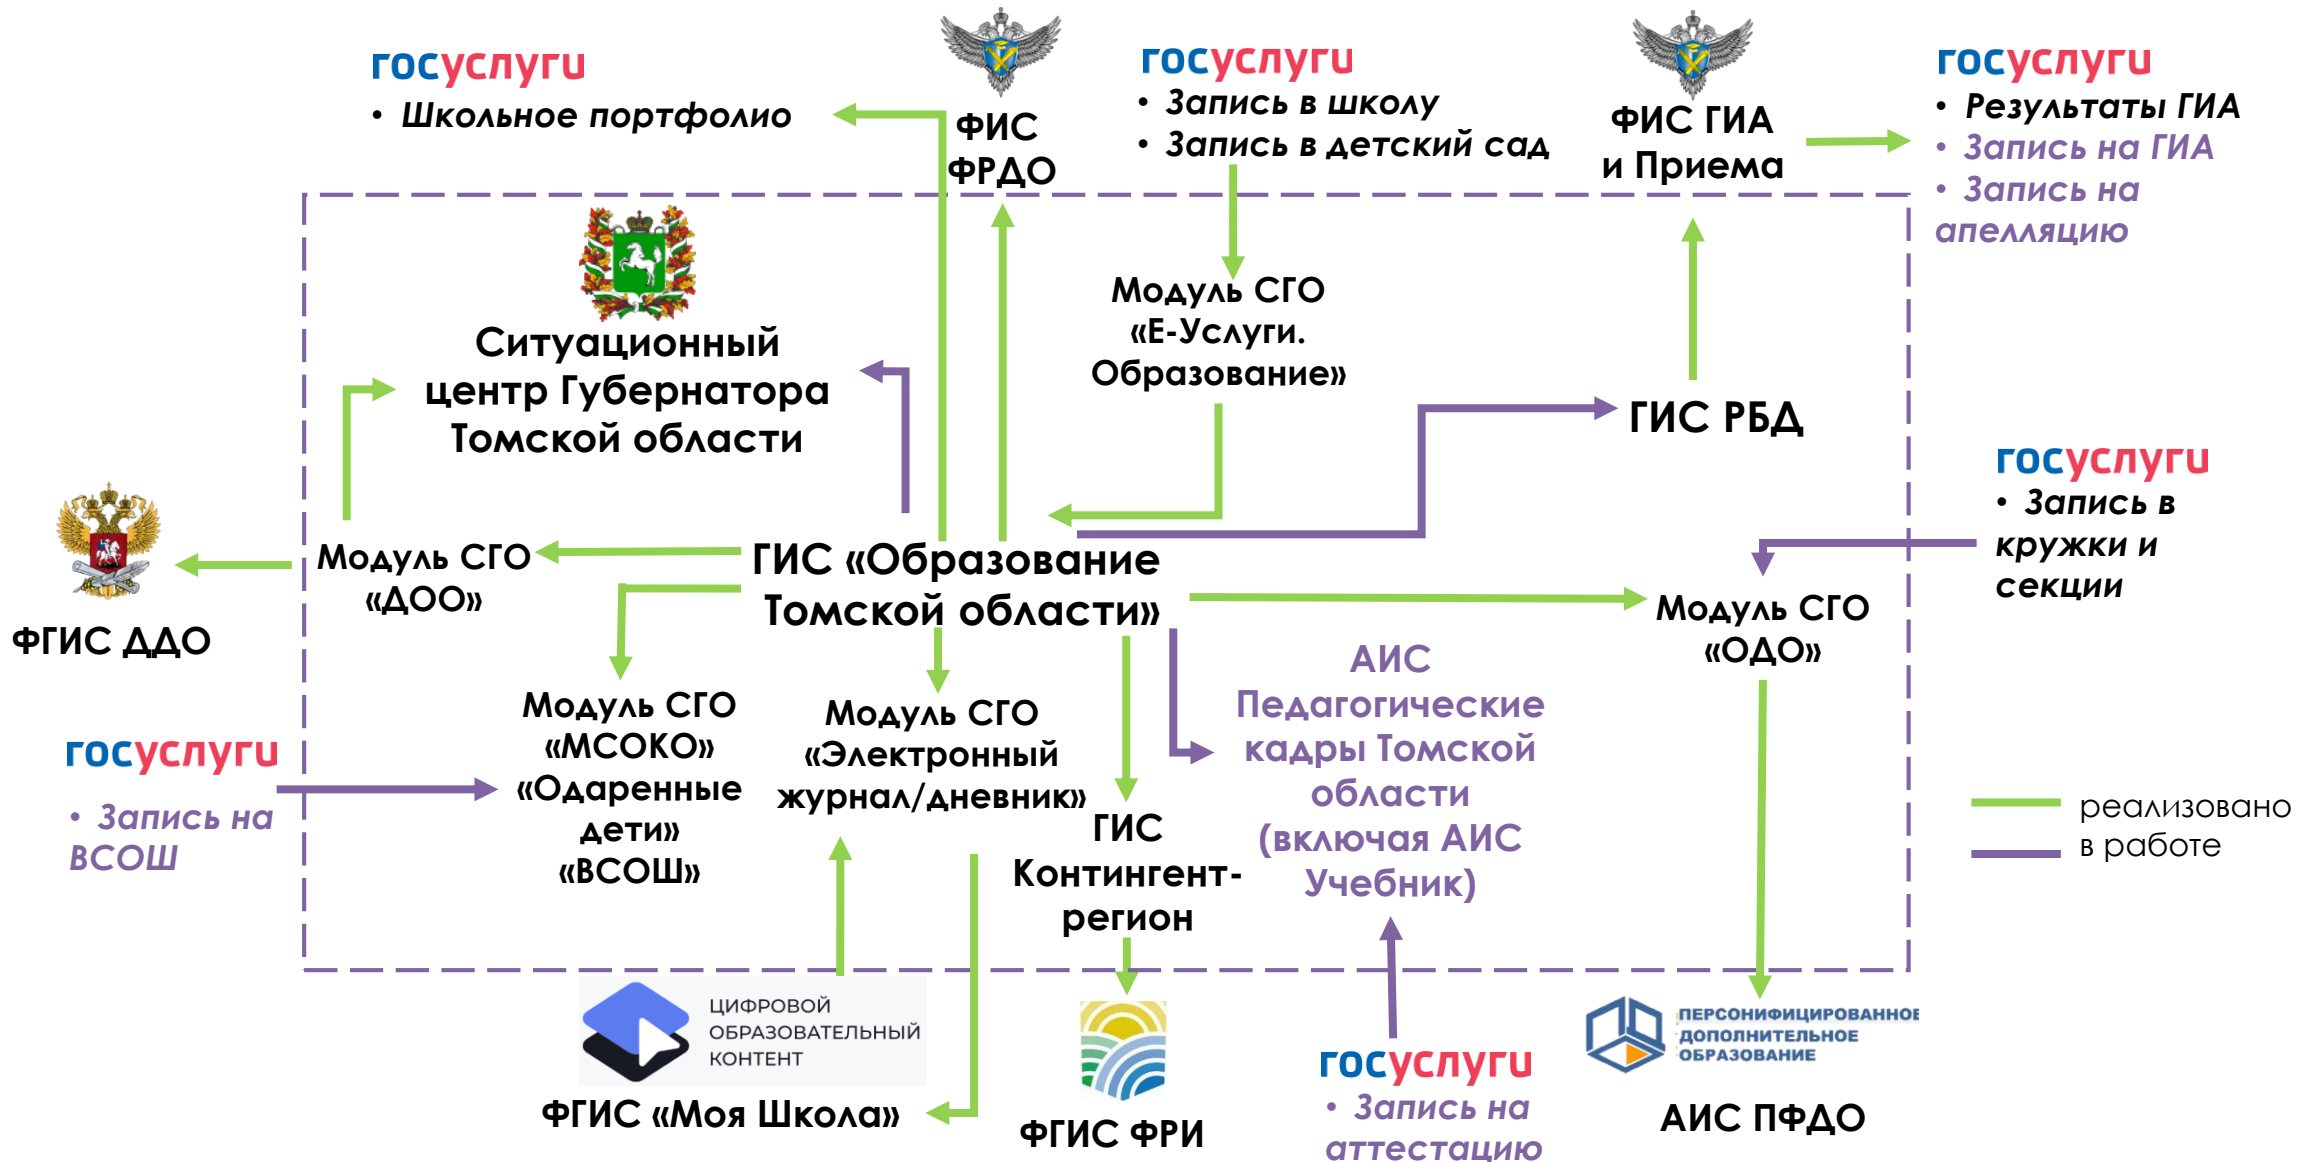 госуслуги
• Школьное портфолио
ФИС
ФРДО
госуслуги
• Запись в школу
• Запись в детский сад
ФИС ГИА
и Приема
госуслуги
• Результаты ГИА
• Запись на ГИА
• Запись на
апелляцию
Ситуационный
центр Губернатора
Томской области
Модуль СГО
«Е-Услуги.
Образование»
ГИС РБД
госуслуги
• Запись в
кружки и
секции
ФГИС ДДО
Модуль СГО
«ДОО»
ГИС «Образование
Томской области»
Модуль СГО
«ОДО»
госуслуги
• Запись на
ВСОШ
Модуль СГО
«МСОКО»
«Одаренные
дети»
«ВСОШ»
Модуль СГО
«Электронный
журнал/дневник»
ГИС
Контингент-
регион
АИС
Педагогические
кадры Томской
области
(включая АИС
Учебник)
реализовано
в работе
ЦИФРОВОЙ
ОБРАЗОВАТЕЛЬНЫЙ
КОНТЕНТ
ФГИС «Моя Школа»
ФГИС ФРИ
госуслуги
• Запись на
аттестацию
ПЕРСОНИФИЦИРОВАННОЕ
ДОПОЛНИТЕЛЬНОЕ
ОБРАЗОВАНИЕ
АИС ПФДО